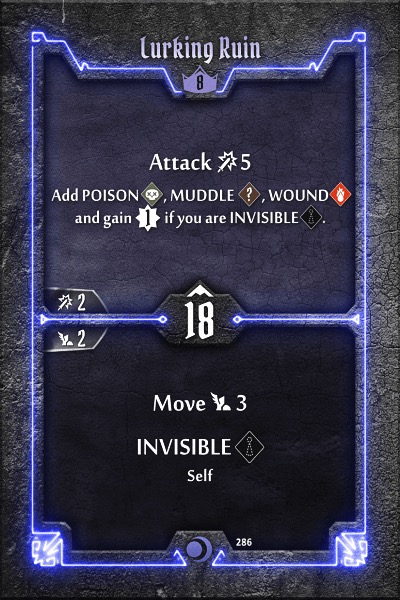 Lurking Ruin
8
Attack 5
Add POISON, MUDDLE ?, WOUND
and gain 1 if you are INVISIBLE.
2
18
2
Move 3
INVISIBLE
Self
286